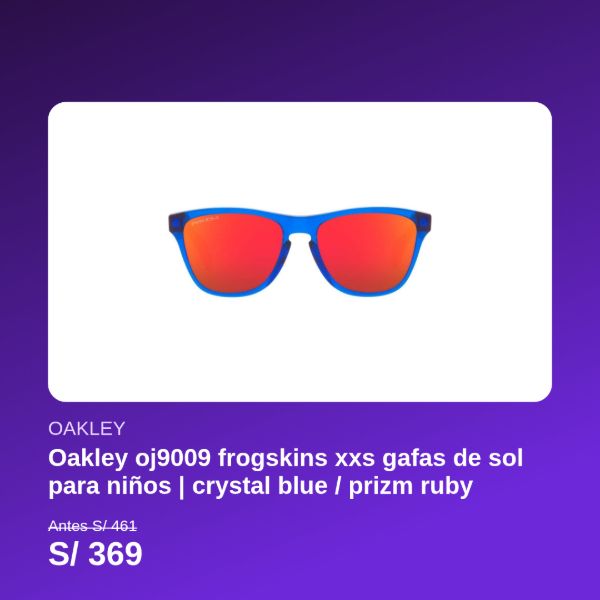 OAKLEY
Oakley oj9009 frogskins xxs gafas de sol
para niños | crystal blue / prizm ruby
Antes S/ 461
S/ 369